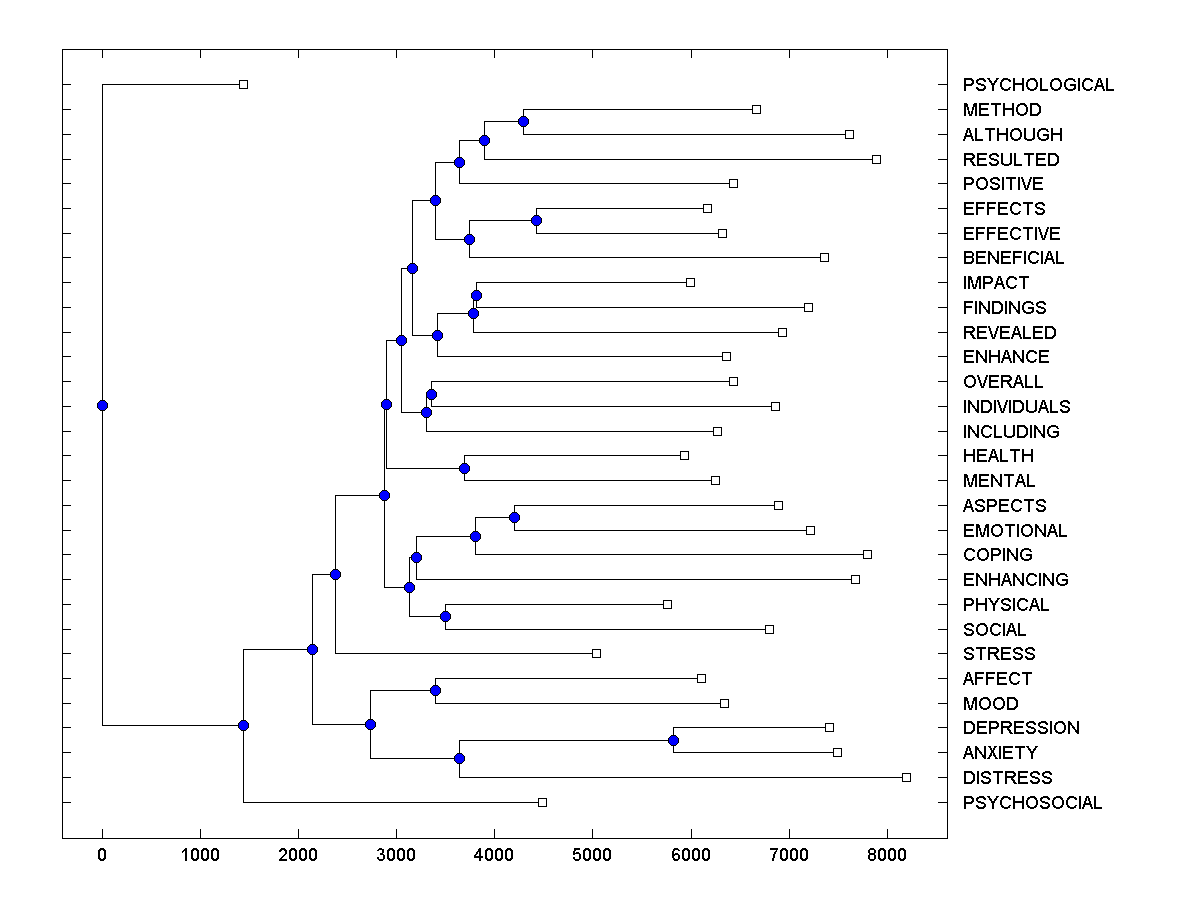 PSYCHOLOGICAL
METHOD
ALTHOUGH
RESULTED
POSITIVE
EFFECTS
EFFECTIVE
BENEFICIAL
IMPACT
FINDINGS
REVEALED
ENHANCE
OVERALL
INDIVIDUALS
INCLUDING
HEALTH
MENTAL
ASPECTS
EMOTIONAL
COPING
ENHANCING
PHYSICAL
SOCIAL
STRESS
AFFECT
MOOD
DEPRESSION
ANXIETY
DISTRESS
PSYCHOSOCIAL
0 1000 2000 3000 4000 5000 6000 7000 8000